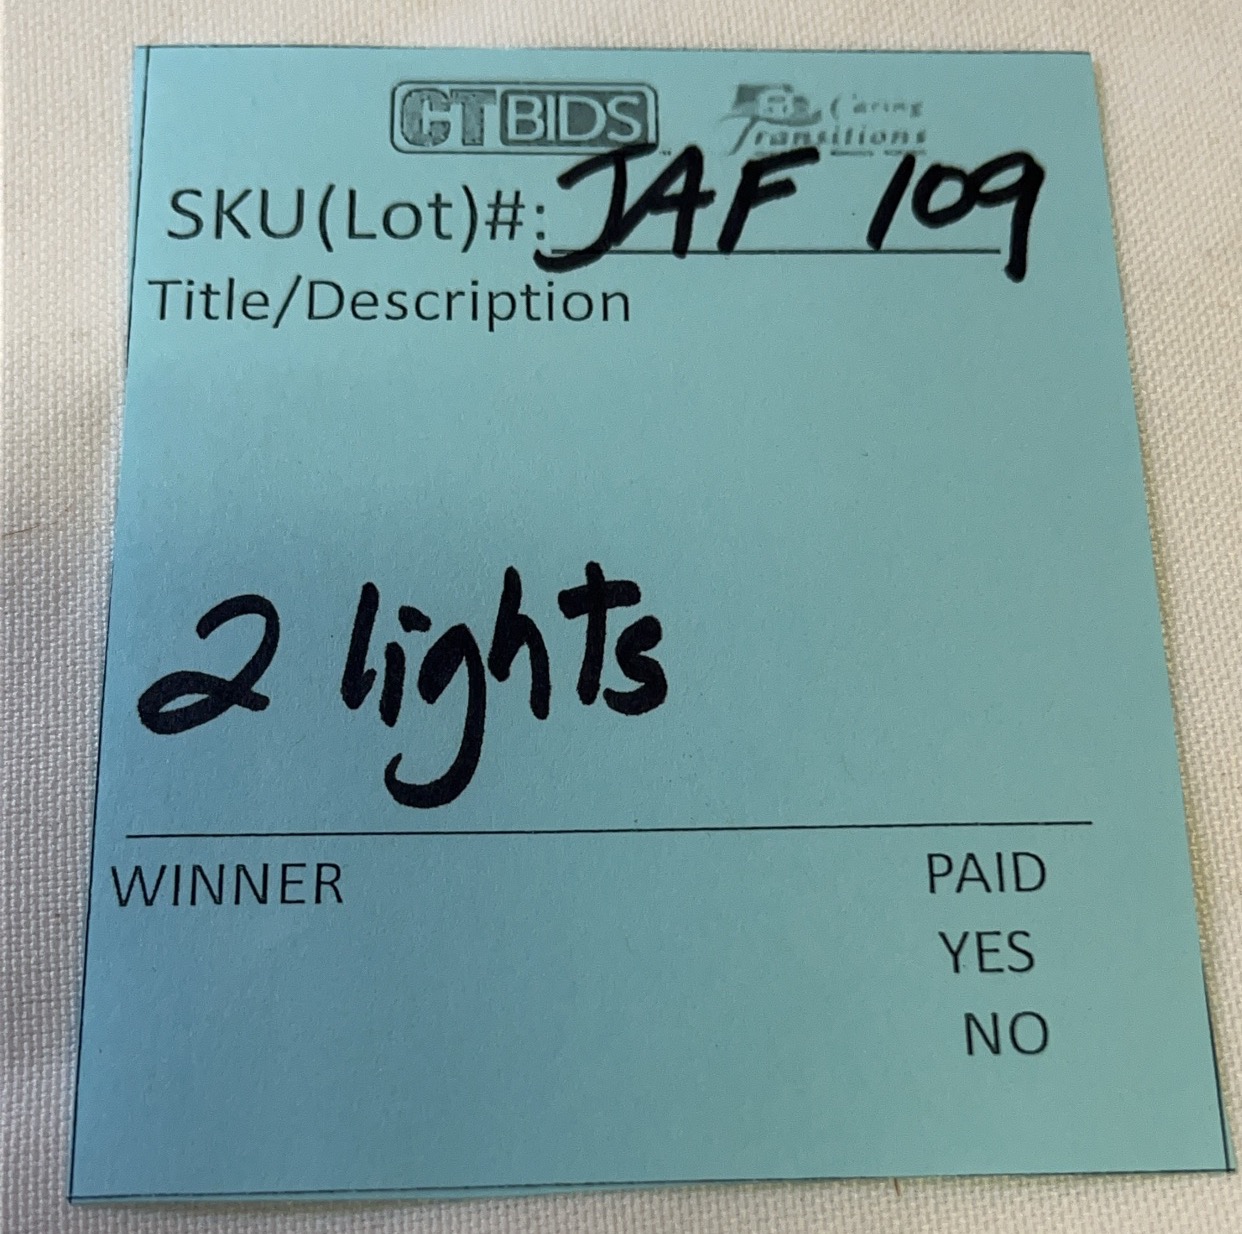 CTBIDS Caring
Transitions
SKU(Lot)#: JAF 109
Title/Description
2 lights
WINNER PAID
YES
NO